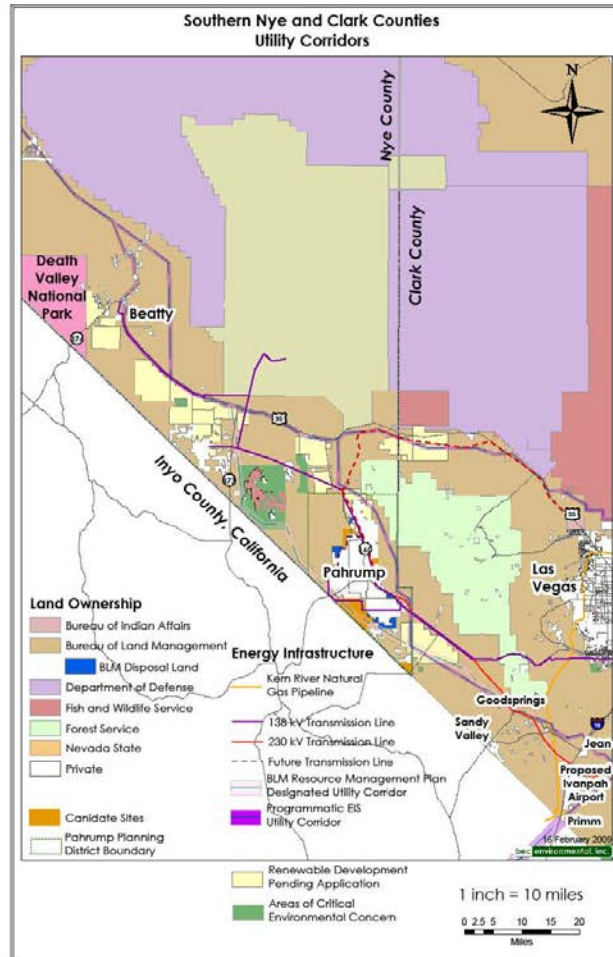 Southern Nye and Clark Counties
Utility Corridors
N
Nye County
Clark County
Death
Valley
National
Park
Beatty
95
Inyo County, California
Pahrump
95
Las
Vegas
Land Ownership
Bureau of Indian Affairs
Bureau of Land Management
BLM Disposal Land
Department of Defense
Fish and Wildlife Service
Forest Service
Nevada State
Private
Canidate Sites
Pahrump Planning
District Boundary
Energy Infrastructure
Kern River Natural
Gas Pipeline
138 kV Transmission Line
230 kV Transmission Line
Future Transmission Line
BLM Resource Management Plan
Designated Utility Corridor
Programmatic EIS
Utility Corridor
Renewable Development
Pending Application
Areas of Critical
Environmental Concern
Goodsprings
Sandy
Valley
Jean
Proposed
Ivanpah
Airport
Primm
16 February 2009
bec environmental, inc.
1 inch = 10 miles
0 2.5 5 10 15 20
Miles